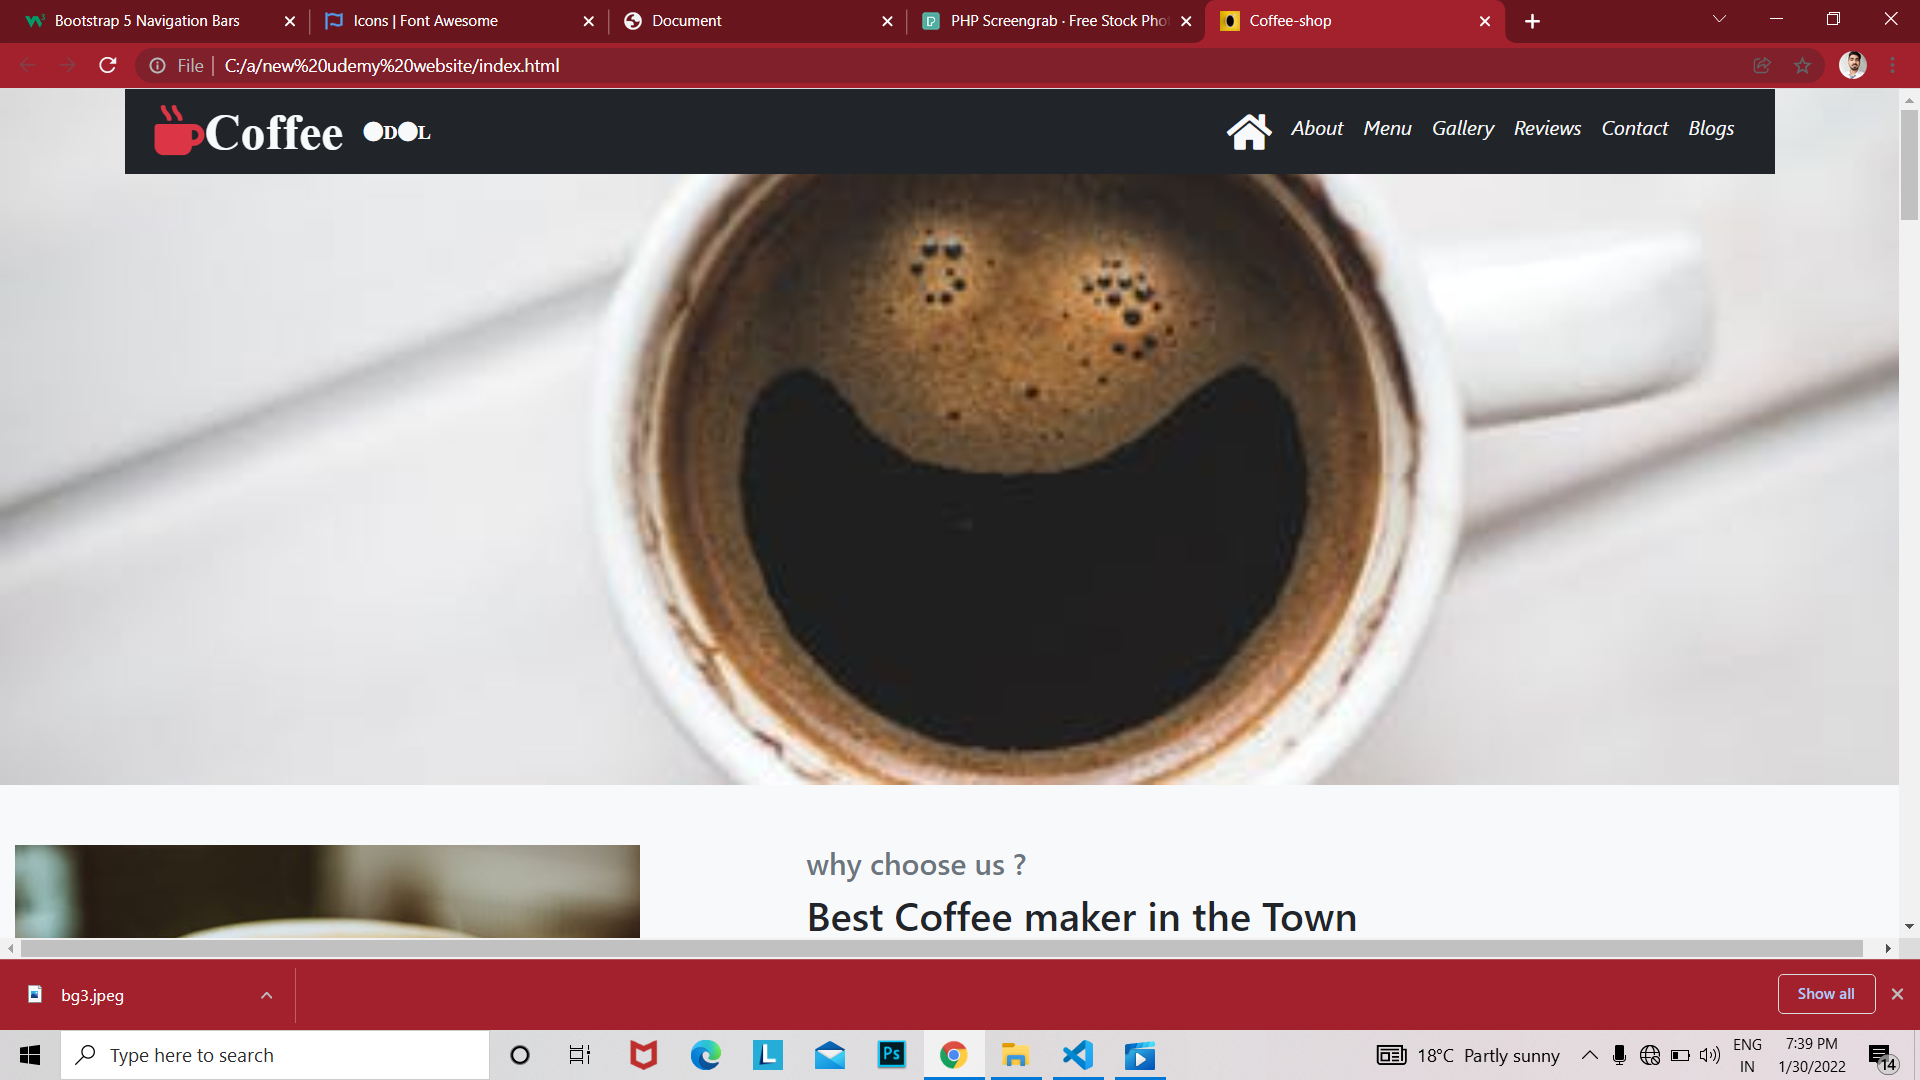 Bootstrap 5 Navigation Bars
Icons | Font Awesome
Document
PHP Screengrab · Free Stock Phot
Coffee-shop
File | C:/a/new%20udemy%20website/index.html
Coffee ●D●L
About Menu Gallery Reviews Contact Blogs
why choose us ?
Best Coffee maker in the Town
bg3.jpeg
Show all
Type here to search
L
Ps
18°C Partly sunny
ENG
IN
7:39 PM
1/30/2022
14